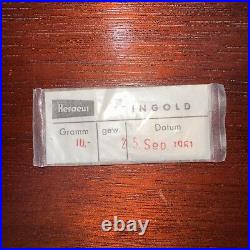 Heraeus INGOLD
Gramm gew. Datum
10,- 25. Sep. 1961